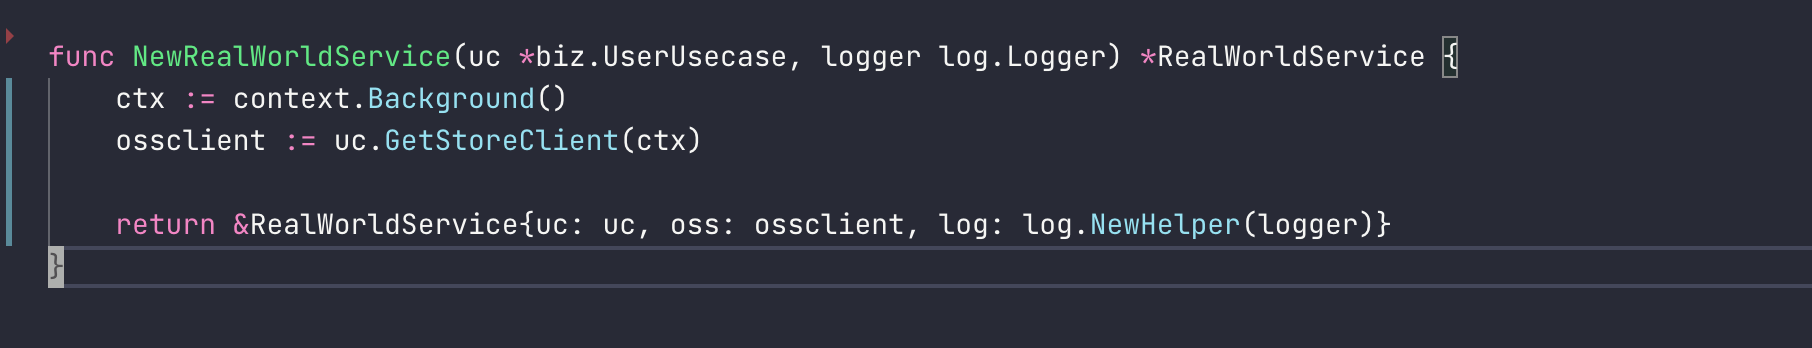 func NewRealWorldService(uc *biz.UserUsecase, logger log.Logger) *RealWorldService {
    ctx := context.Background()
    ossclient := uc.GetStoreClient(ctx)

    return &RealWorldService{uc: uc, oss: ossclient, log: log.NewHelper(logger)}
}